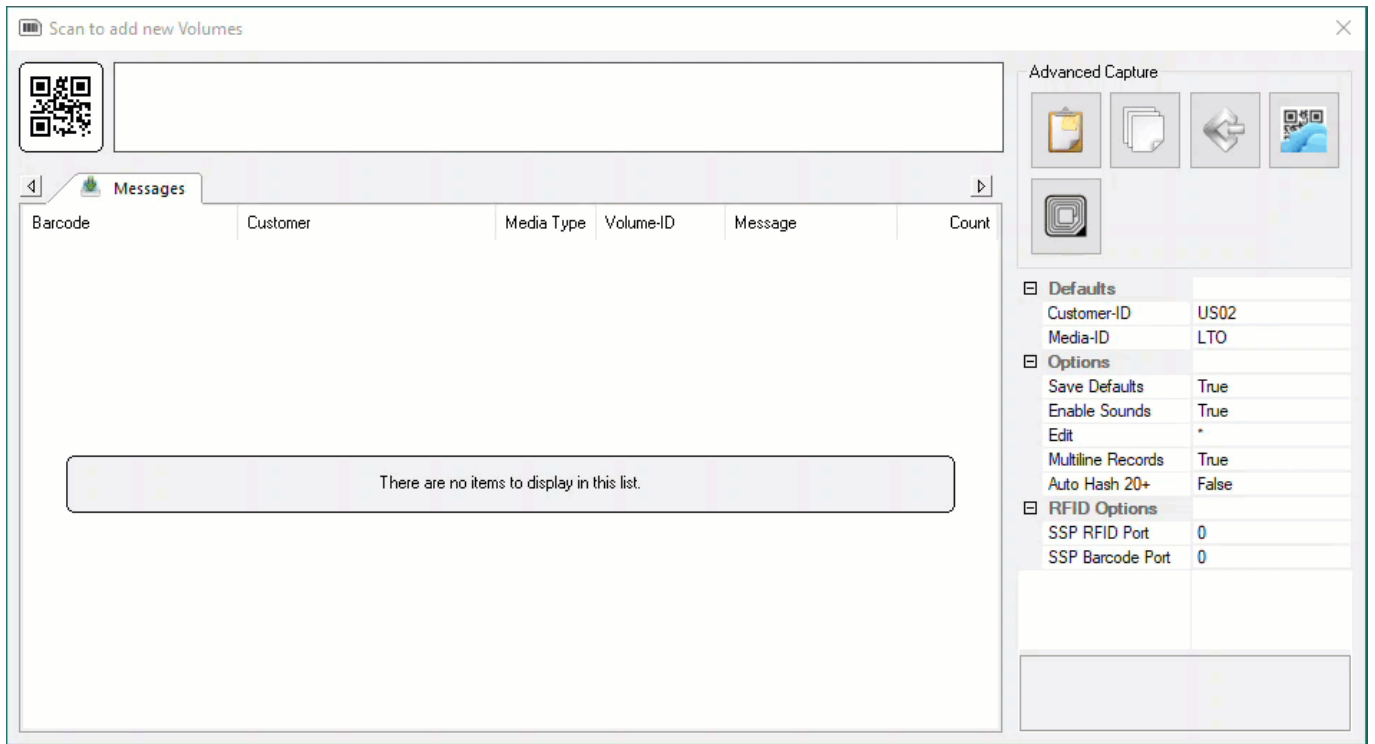 Scan to add new Volumes
Advanced Capture
Messages
Barcode Customer Media Type Volume-ID Message Count
There are no items to display in this list.
Defaults
Customer-ID US02
Media-ID LTO
Options
Save Defaults True
Enable Sounds True
Edit *
Multiline Records True
Auto Hash 20+ False
RFID Options
SSP RFID Port 0
SSP Barcode Port 0